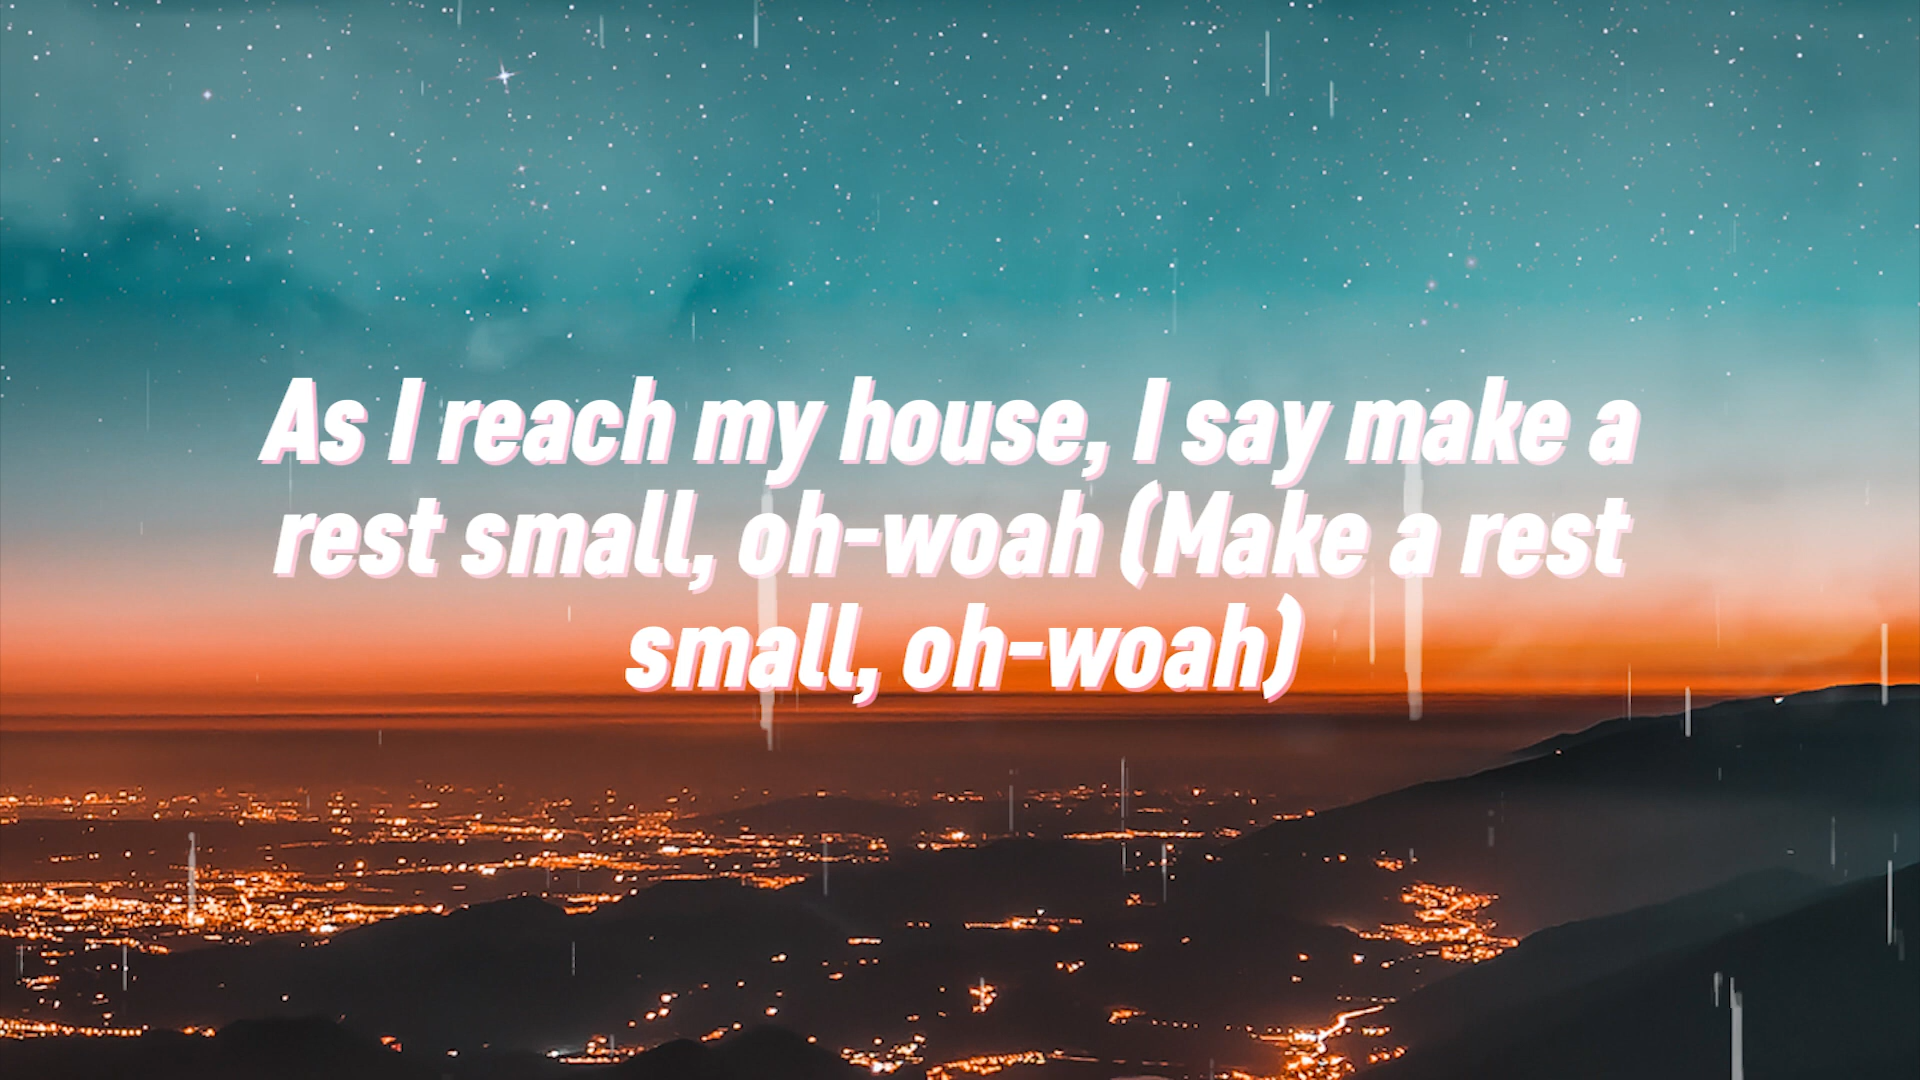 As I reach my house, I say make a
rest small, oh-woah (Make a rest
small, oh-woah)